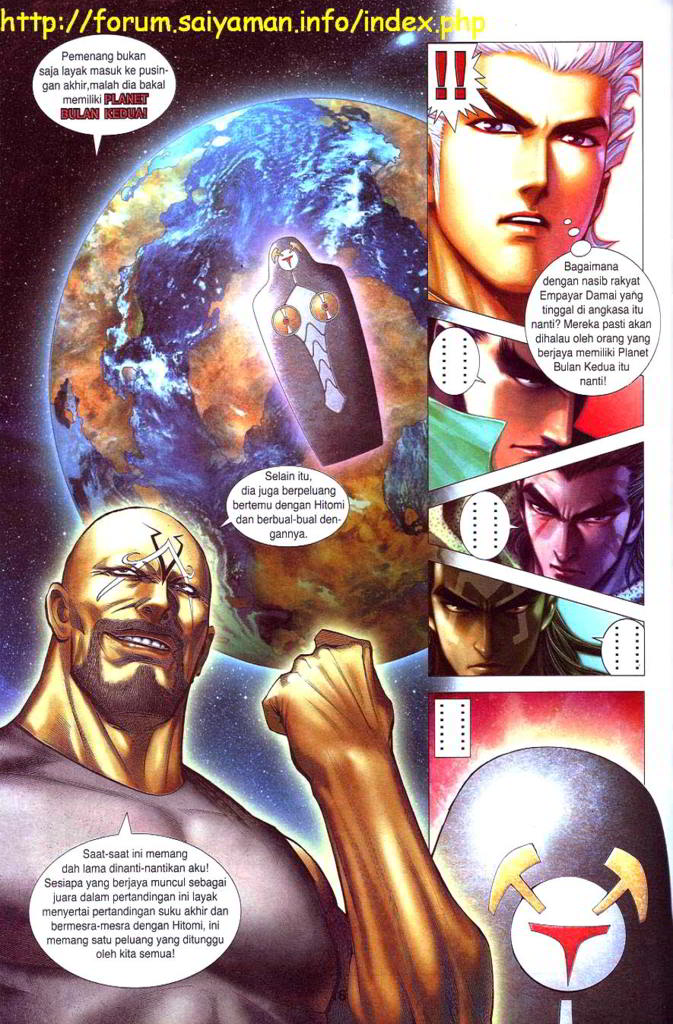 http://forum.saiyaman.info/index.php
Pemenang bukan
saja layak masuk ke pusin-
gan akhir,malah dia bakal
memiliki PLANET
BULAN KEDUA!
!!
Bagaimana
dengan nasib rakyat
Empayar Damai yang
tinggal di angkasa itu
nanti? Mereka pasti akan
dihalau oleh orang yang
berjaya memiliki Planet
Bulan Kedua itu
nanti!
Selain itu,
dia juga berpeluang
bertemu dengan Hitomi
dan berbual-bual den-
gannya.
Saat-saat ini memang
dah lama dinanti-nantikan aku!
Sesiapa yang berjaya muncul sebagai
juara dalam pertandingan ini layak
menyertai pertandingan suku akhir dan
bermesra-mesra dengan Hitomi, ini
memang satu peluang yang ditunggu
oleh kita semua!